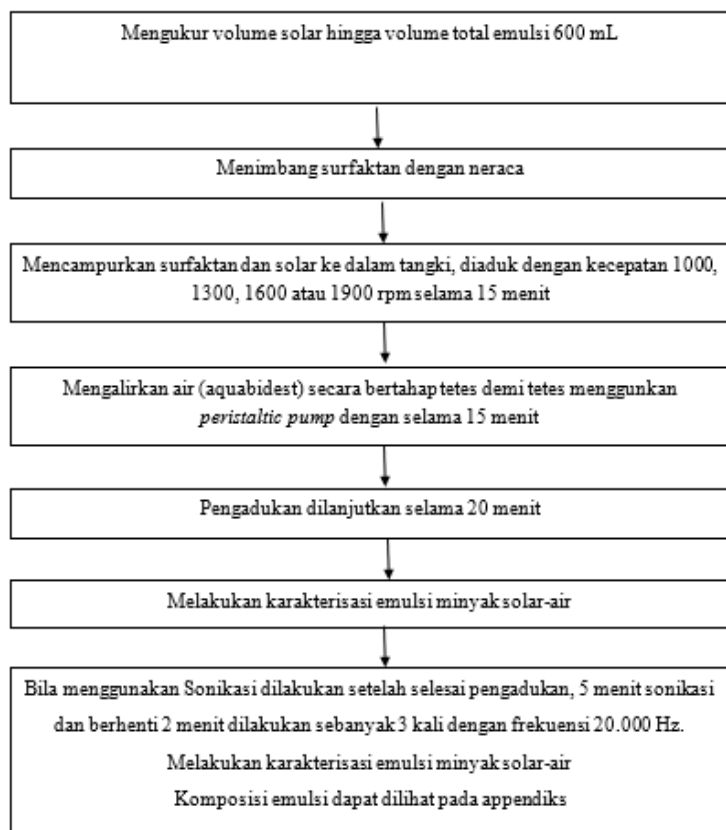 Mengukur volume solar hingga volume total emulsi 600 mL
Menimbang surfaktan dengan neraca
Mencampurkan surfaktan dan solar ke dalam tangki, diaduk dengan kecepatan 1000,
1300, 1600 atau 1900 rpm selama 15 menit
Mengalirkan air (aquabidest) secara bertahap tetes demi tetes menggunkan
peristaltic pump dengan selama 15 menit
Pengadukan dilanjutkan selama 20 menit
Melakukan karakterisasi emulsi minyak solar-air
Bila menggunakan Sonikasi dilakukan setelah selesai pengadukan, 5 menit sonikasi
dan berhenti 2 menit dilakukan sebanyak 3 kali dengan frekuensi 20.000 Hz.
Melakukan karakterisasi emulsi minyak solar-air
Komposisi emulsi dapat dilihat pada appendiks